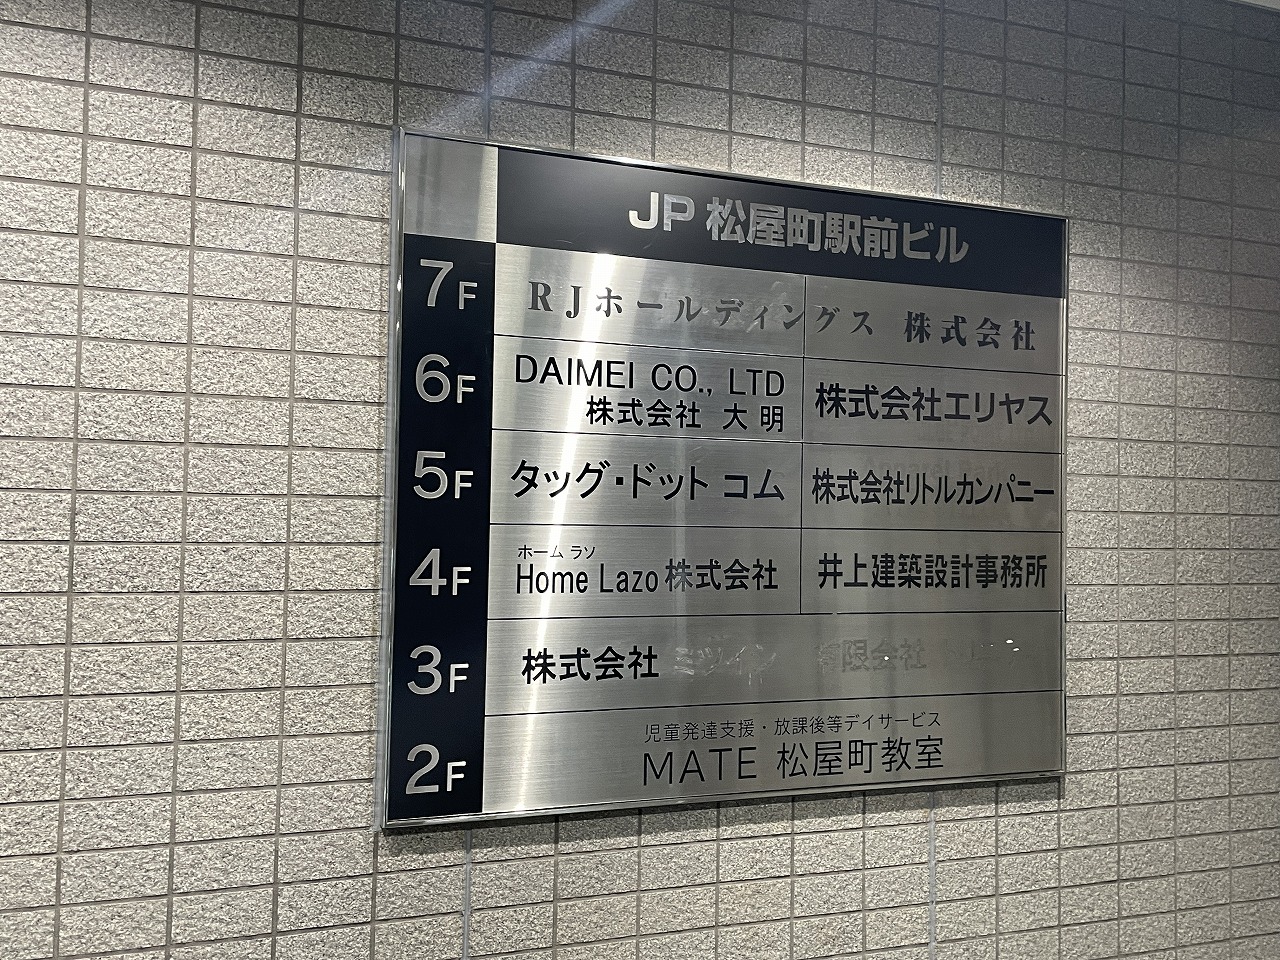 JP 松屋町駅前ビル
7F RJホールディングス 株式会社
6F DAIMEI CO., LTD
株式会社 大明
株式会社エリヤス
5F タッグ・ドット コム 株式会社リトルカンパニー
ホーム ラソ
4F Home Lazo 株式会社 井上建築設計事務所
3F 株式会社 有限会社
児童発達支援・放課後等デイサービス
2F MATE 松屋町教室